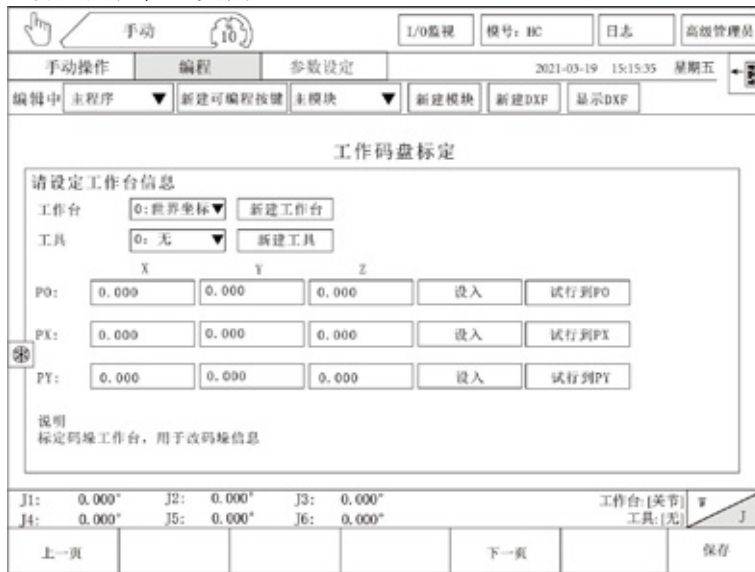 手动 10 I/O监视 模号: HC 日志 高级管理员
手动操作 编程 参数设定 2021-03-19 15:15:35 星期五
编辑中 主程序 新建可编程按键 主模块 新建模块 新建DXF 显示DXF
工作码盘标定
请设定工作台信息
工作台 0:世界坐标 新建工作台
工具 0: 无 新建工具
X Y Z
PO: 0.000 0.000 0.000 设入 试行到PO
PX: 0.000 0.000 0.000 设入 试行到PX
PY: 0.000 0.000 0.000 设入 试行到PY
说明
标定码垛工作台, 用于改码垛信息
J1: 0.000° J2: 0.000° J3: 0.000° 工作台:[关节]
J4: 0.000° J5: 0.000° J6: 0.000° 工具:[无] J
上一页 下一页 保存